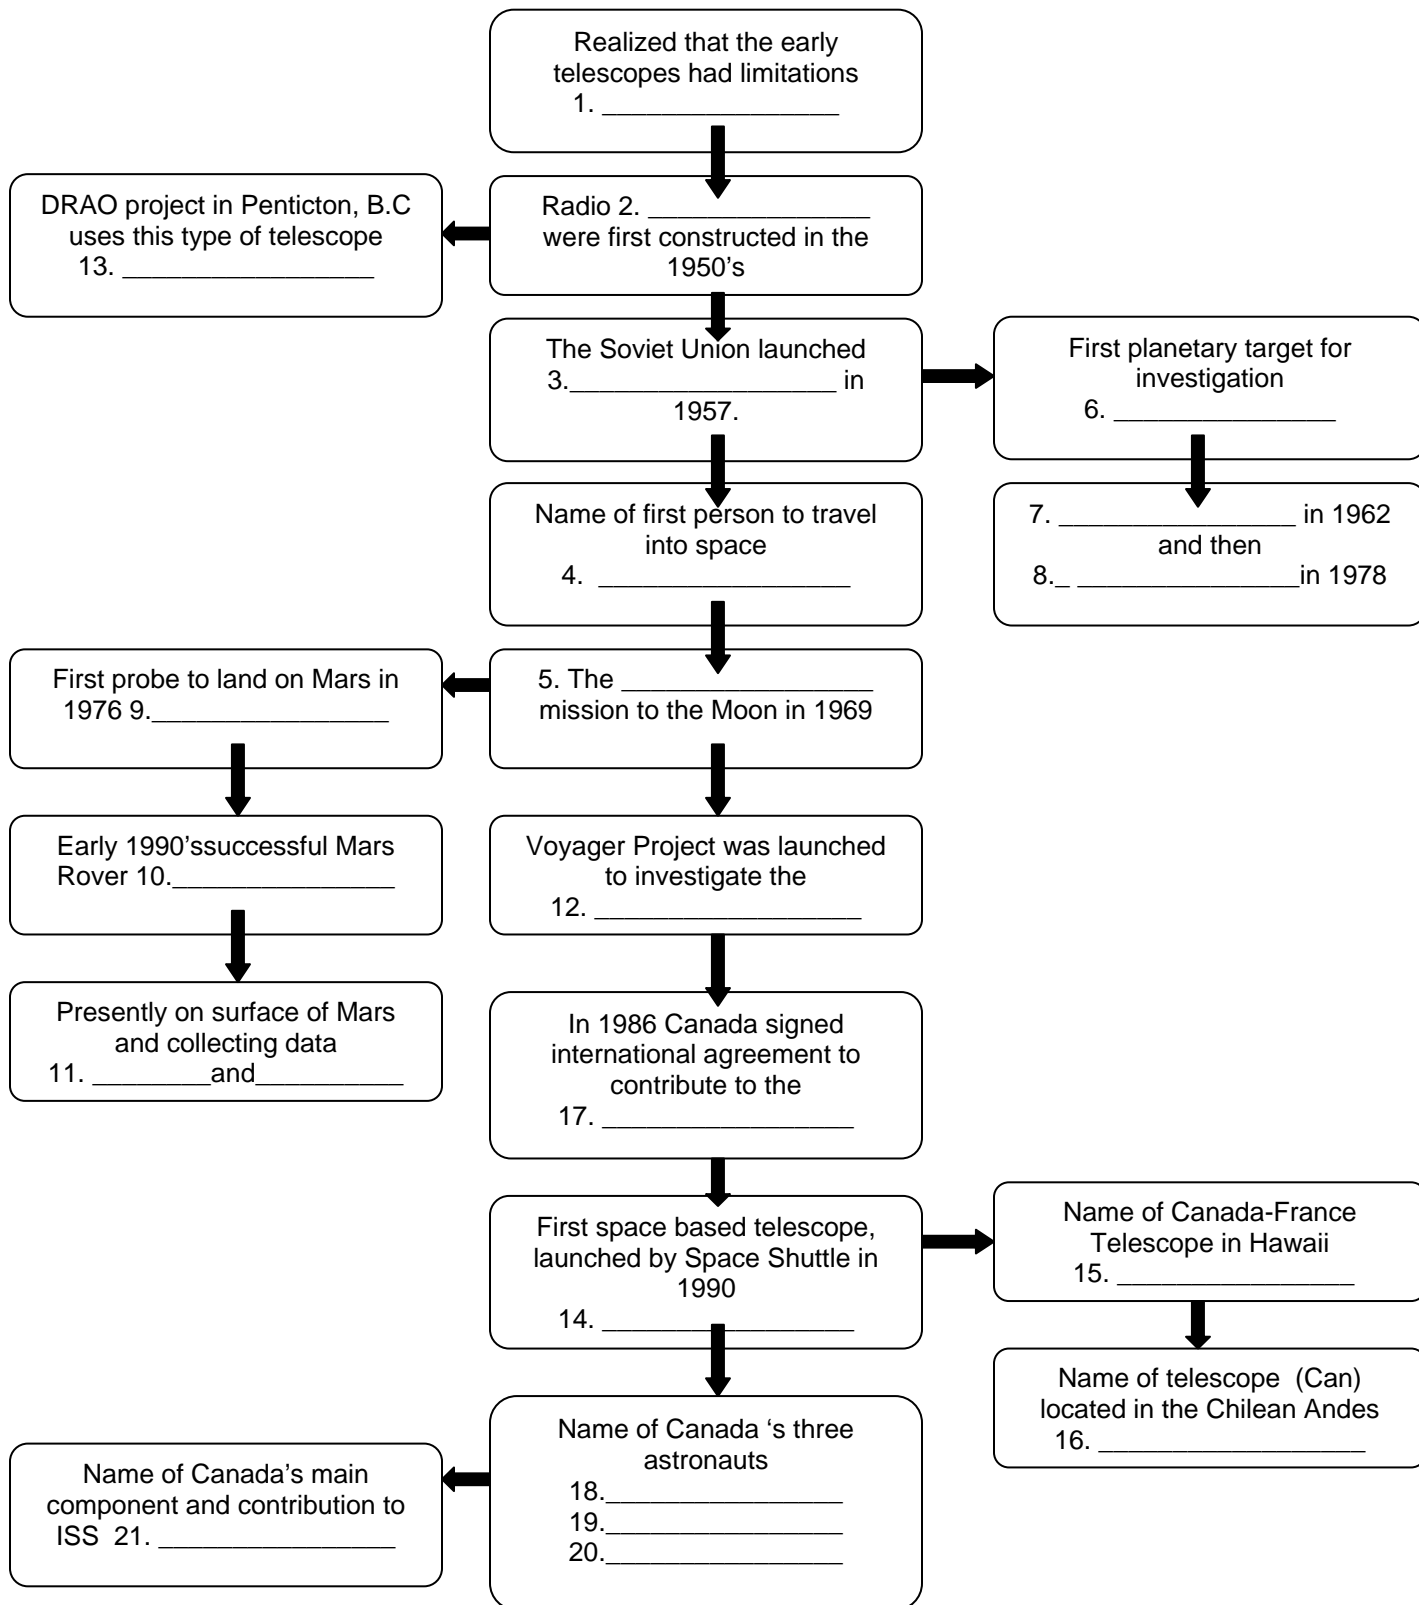 Realized that the early
telescopes had limitations
1. ________________
DRAO project in Penticton, B.C
uses this type of telescope
13. _________________
Radio 2. _______________
were first constructed in the
1950's
The Soviet Union launched
3.__________________ in
1957.
First planetary target for
investigation
6. _______________
Name of first person to travel
into space
4. _________________
7. ________________ in 1962
and then
8._ _______________in 1978
First probe to land on Mars in
1976 9.________________
5. The _________________
mission to the Moon in 1969
Early 1990'ssuccessful Mars
Rover 10._______________
Voyager Project was launched
to investigate the
12. __________________
Presently on surface of Mars
and collecting data
11. ________and__________
In 1986 Canada signed
international agreement to
contribute to the
17. _________________
First space based telescope,
launched by Space Shuttle in
1990
14. _________________
Name of Canada-France
Telescope in Hawaii
15. ________________
Name of telescope (Can)
located in the Chilean Andes
16. __________________
Name of Canada 's three
astronauts
18.________________
19.________________
20.________________
Name of Canada's main
component and contribution to
ISS 21. ________________